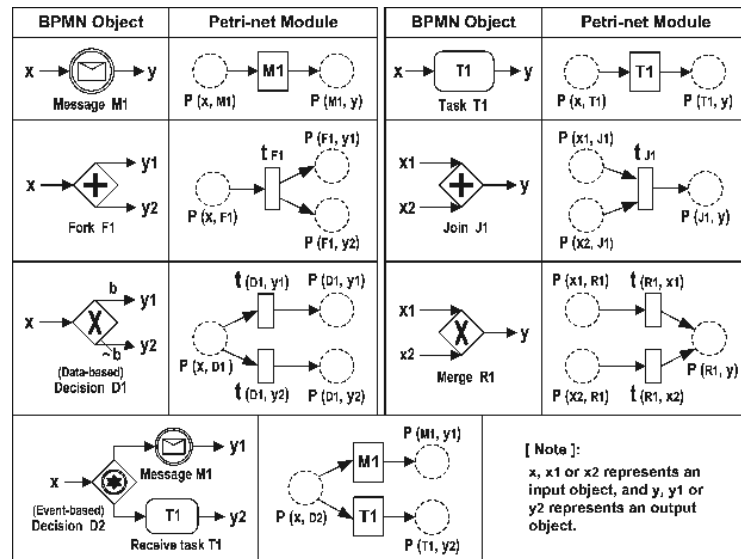 BPMN Object
Petri-net Module
BPMN Object
Petri-net Module
x
y
Message M1
M1
P (x, M1)
P (M1, y)
x
T1
y
Task T1
T1
P (x, T1)
P (T1, y)
x
y1
y2
Fork F1
t F1
P (F1, y1)
P (x, F1)
P (F1, y2)
x1
x2
y
Join J1
P (x1, J1)
t J1
P (x2, J1)
P (J1, y)
x
b
y1
~b
y2
(Data-based)
Decision D1
t (D1, y1)
P (D1, y1)
P (x, D1)
t (D1, y2)
P (D1, y2)
x1
x2
y
Merge R1
P (x1, R1)
t (R1, x1)
P (R1, y)
P (x2, R1)
t (R1, x2)
x
y1
Message M1
(Event-based)
Decision D2
T1
y2
Receive task T1
P (M1, y1)
M1
P (x, D2)
T1
P (T1, y2)
[ Note ]:
x, x1 or x2 represents an
input object, and y, y1 or
y2 represents an output
object.